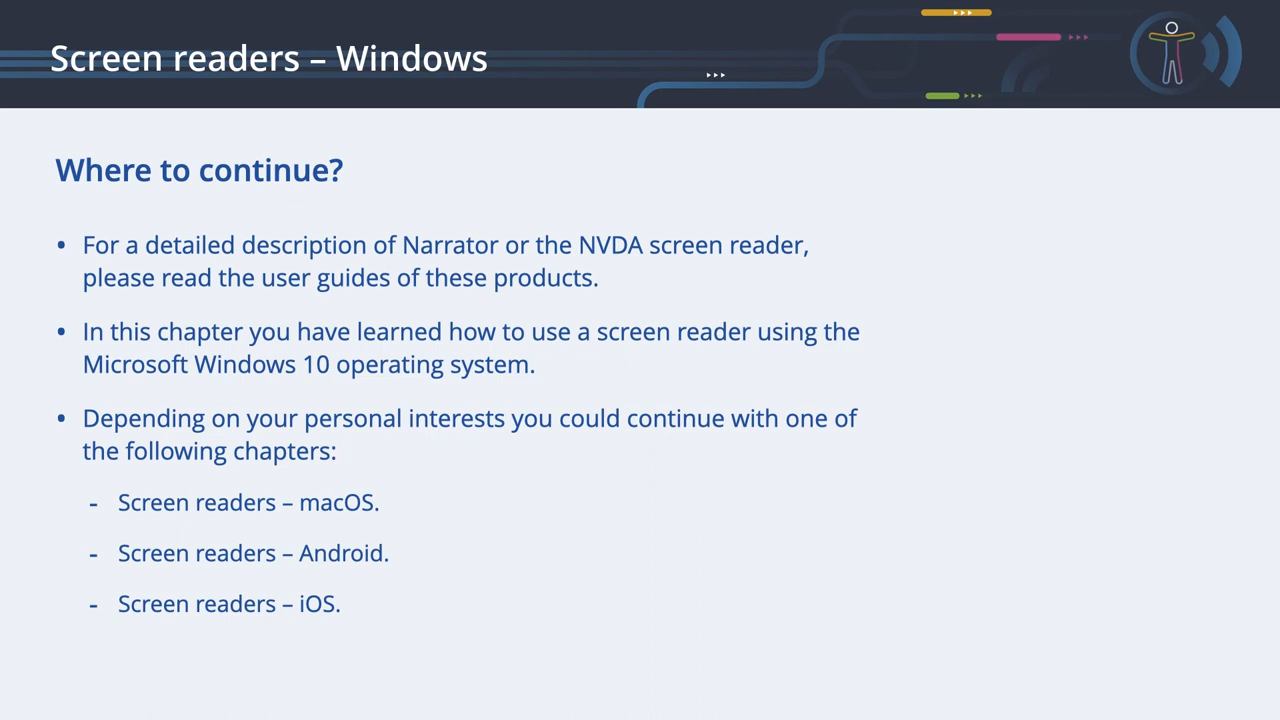 Screen readers – Windows
Where to continue?
• For a detailed description of Narrator or the NVDA screen reader,
please read the user guides of these products.
• In this chapter you have learned how to use a screen reader using the
Microsoft Windows 10 operating system.
• Depending on your personal interests you could continue with one of
the following chapters:
- Screen readers – macOS.
- Screen readers – Android.
- Screen readers – iOS.